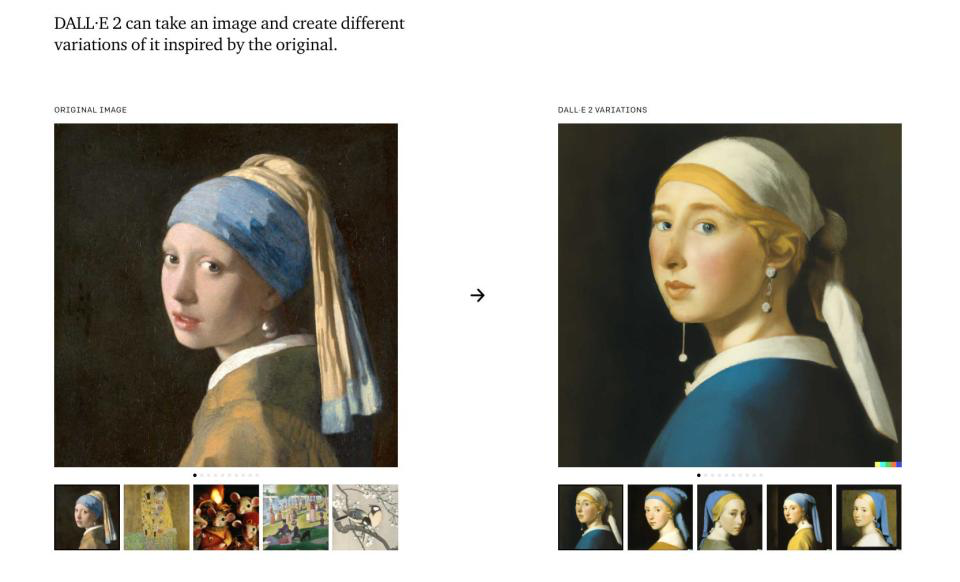 DALL·E 2 can take an image and create different
variations of it inspired by the original.
ORIGINAL IMAGE
DALL·E 2 VARIATIONS